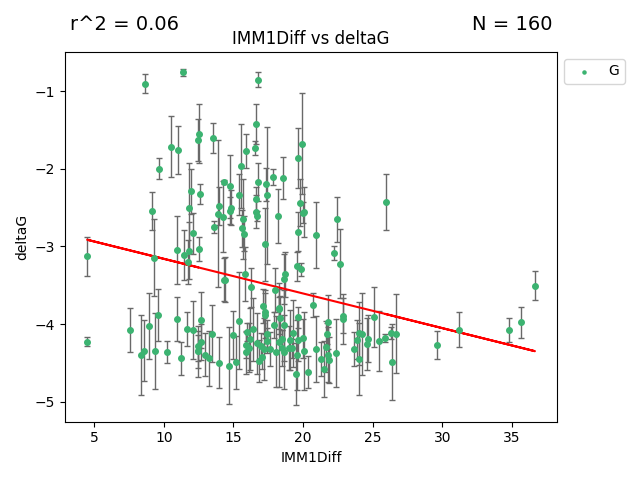 r^2 = 0.06
N = 160
IMM1Diff vs deltaG
G
−1
−2
−3
−4
−5
deltaG
5 10 15 20 25 30 35
IMM1Diff